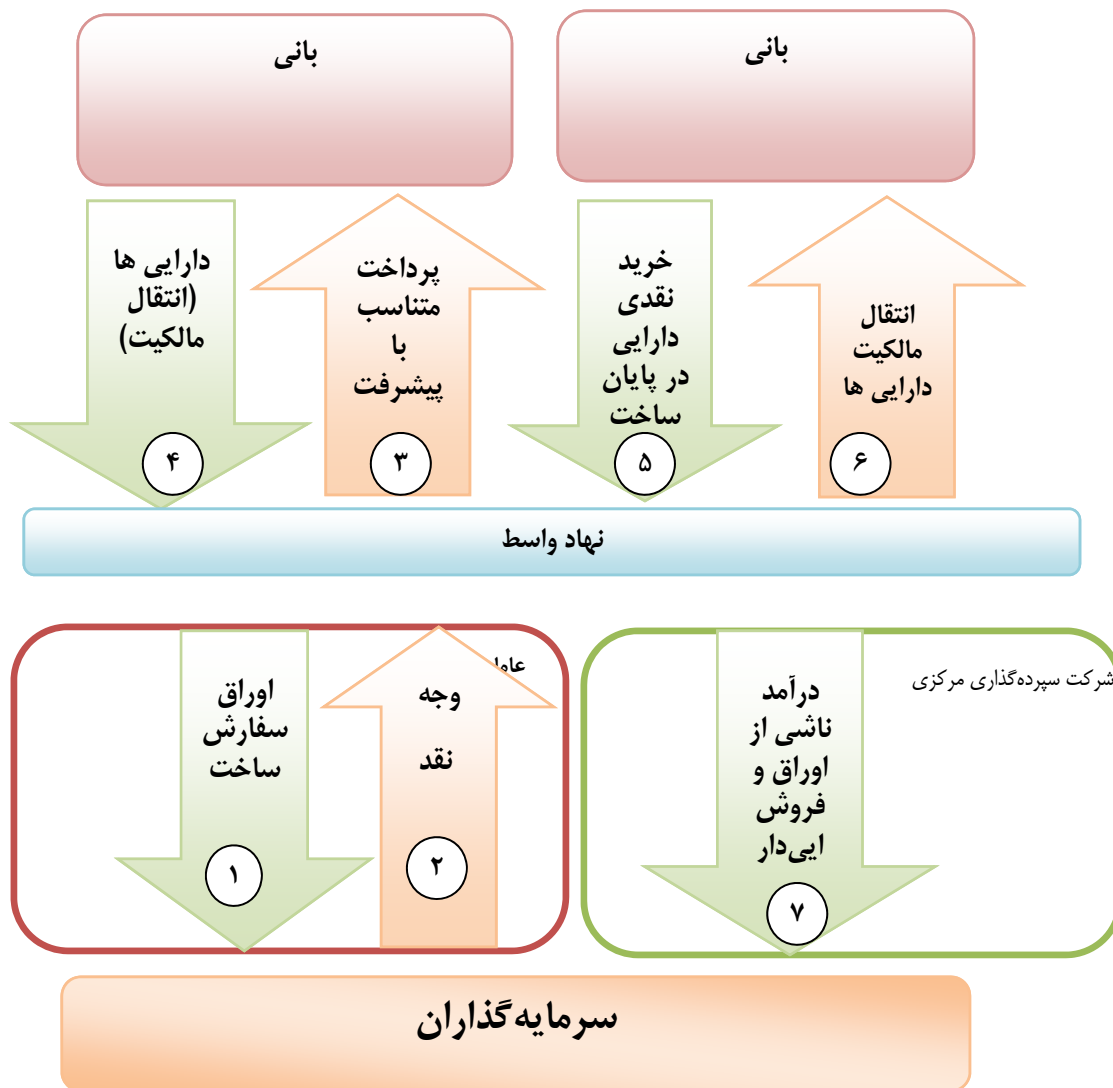 بانی
بانی
دارایی ها
(انتقال
مالکیت)
۴
پرداخت
متناسب
با
پیشرفت
۳
خرید
نقدی
دارایی
در پایان
ساخت
۵
انتقال
مالکیت
دارایی ها
۶
نهاد واسط
اوراق
سفارش
ساخت
۱
وجه
نقد
۲
شرکت سپرده‌گذاری مرکزی
درآمد
ناشی از
اوراق و
فروش
ایی‌دار
۷
سرمایه‌گذاران